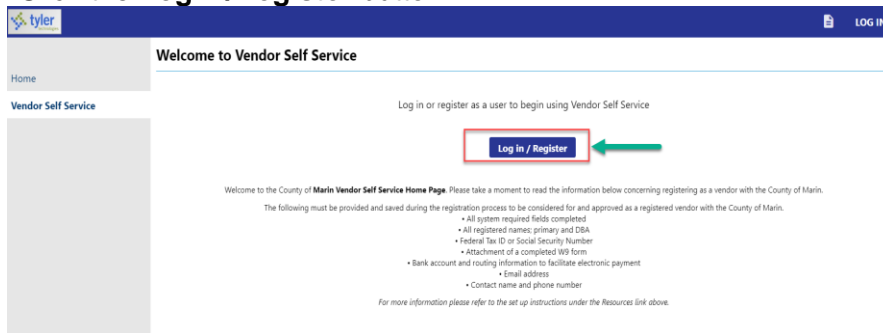 tyler
technologies
LOG IN
Welcome to Vendor Self Service
Home
Vendor Self Service
Log in or register as a user to begin using Vendor Self Service
Log in / Register
Welcome to the County of Marin Vendor Self Service Home Page. Please take a moment to read the information below concerning registering as a vendor with the County of Marin.
The following must be provided and saved during the registration process to be considered for and approved as a registered vendor with the County of Marin.
• All system required fields completed
• All registered names: primary and DBA
• Federal Tax ID or Social Security Number
• Attachment of a completed W9 form
• Bank account and routing information to facilitate electronic payment
• Email address
• Contact name and phone number
For more information please refer to the set up instructions under the Resources link above.